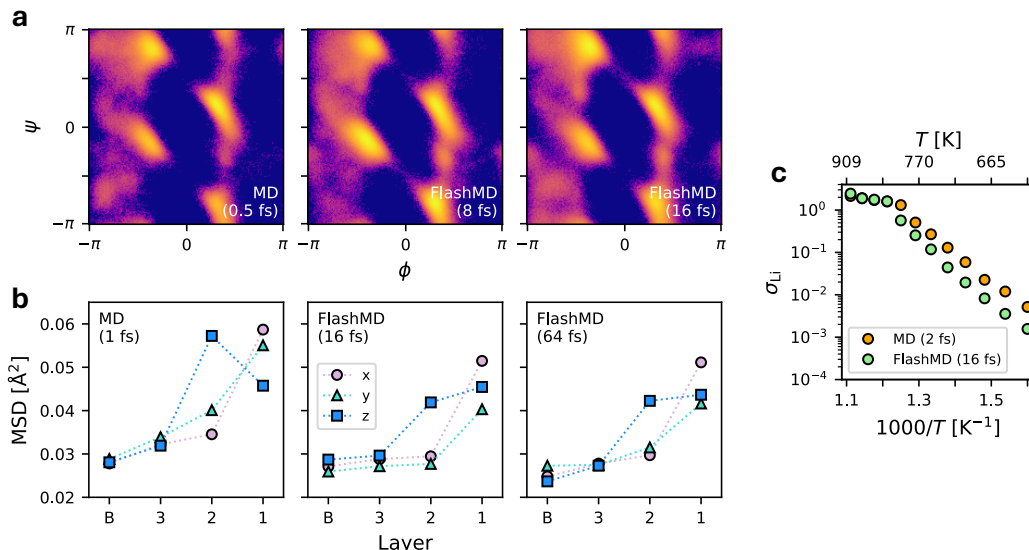 a
π
ψ
0
−π
MD
(0.5 fs)
FlashMD
(8 fs)
FlashMD
(16 fs)
−π
0
π
−π
0
π
−π
0
π
ϕ
b
MSD [Å²]
0.06
0.05
0.04
0.03
0.02
MD
(1 fs)
FlashMD
(16 fs)
x
y
z
FlashMD
(64 fs)
B
3
2
1
B
3
2
1
B
3
2
1
Layer
c
T [K]
909
770
665
σLi
10⁰
10⁻¹
10⁻²
10⁻³
10⁻⁴
MD (2 fs)
FlashMD (16 fs)
1.1
1.3
1.5
1000/T [K⁻¹]